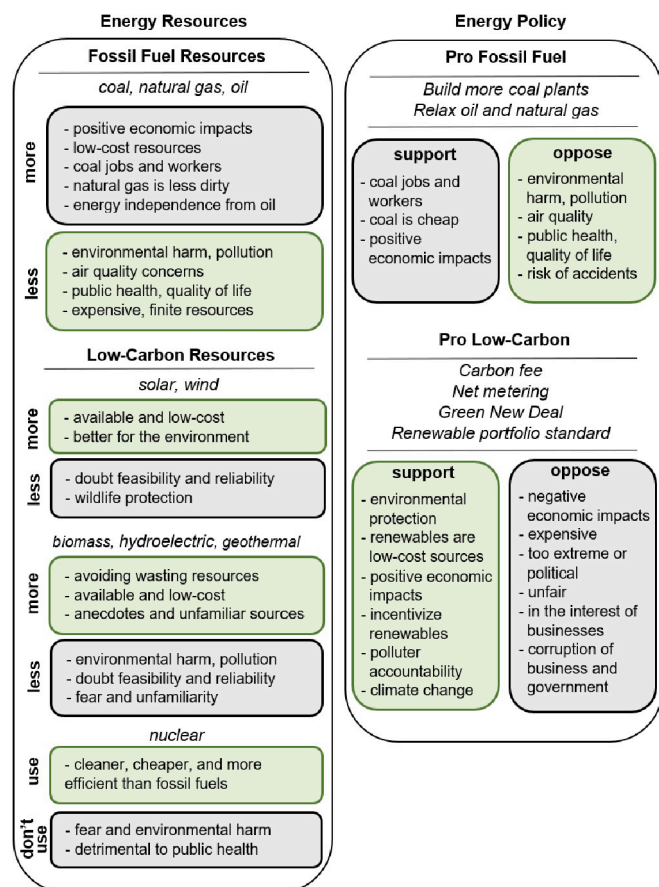 Energy Resources
Fossil Fuel Resources
coal, natural gas, oil
more
- positive economic impacts
- low-cost resources
- coal jobs and workers
- natural gas is less dirty
- energy independence from oil
less
- environmental harm, pollution
- air quality concerns
- public health, quality of life
- expensive, finite resources
Low-Carbon Resources
solar, wind
more
- available and low-cost
- better for the environment
less
- doubt feasibility and reliability
- wildlife protection
biomass, hydroelectric, geothermal
more
- avoiding wasting resources
- available and low-cost
- anecdotes and unfamiliar sources
less
- environmental harm, pollution
- doubt feasibility and reliability
- fear and unfamiliarity
nuclear
use
- cleaner, cheaper, and more
efficient than fossil fuels
don't
use
- fear and environmental harm
- detrimental to public health
Energy Policy
Pro Fossil Fuel
Build more coal plants
Relax oil and natural gas
support
- coal jobs and
workers
- coal is cheap
- positive
economic impacts
oppose
- environmental
harm, pollution
- air quality
- public health,
quality of life
- risk of accidents
Pro Low-Carbon
Carbon fee
Net metering
Green New Deal
Renewable portfolio standard
support
- environmental
protection
- renewables are
low-cost sources
- positive economic
impacts
- incentivize
renewables
- polluter
accountability
- climate change
oppose
- negative
economic impacts
- expensive
- too extreme or
political
- unfair
- in the interest of
businesses
- corruption of
business and
government